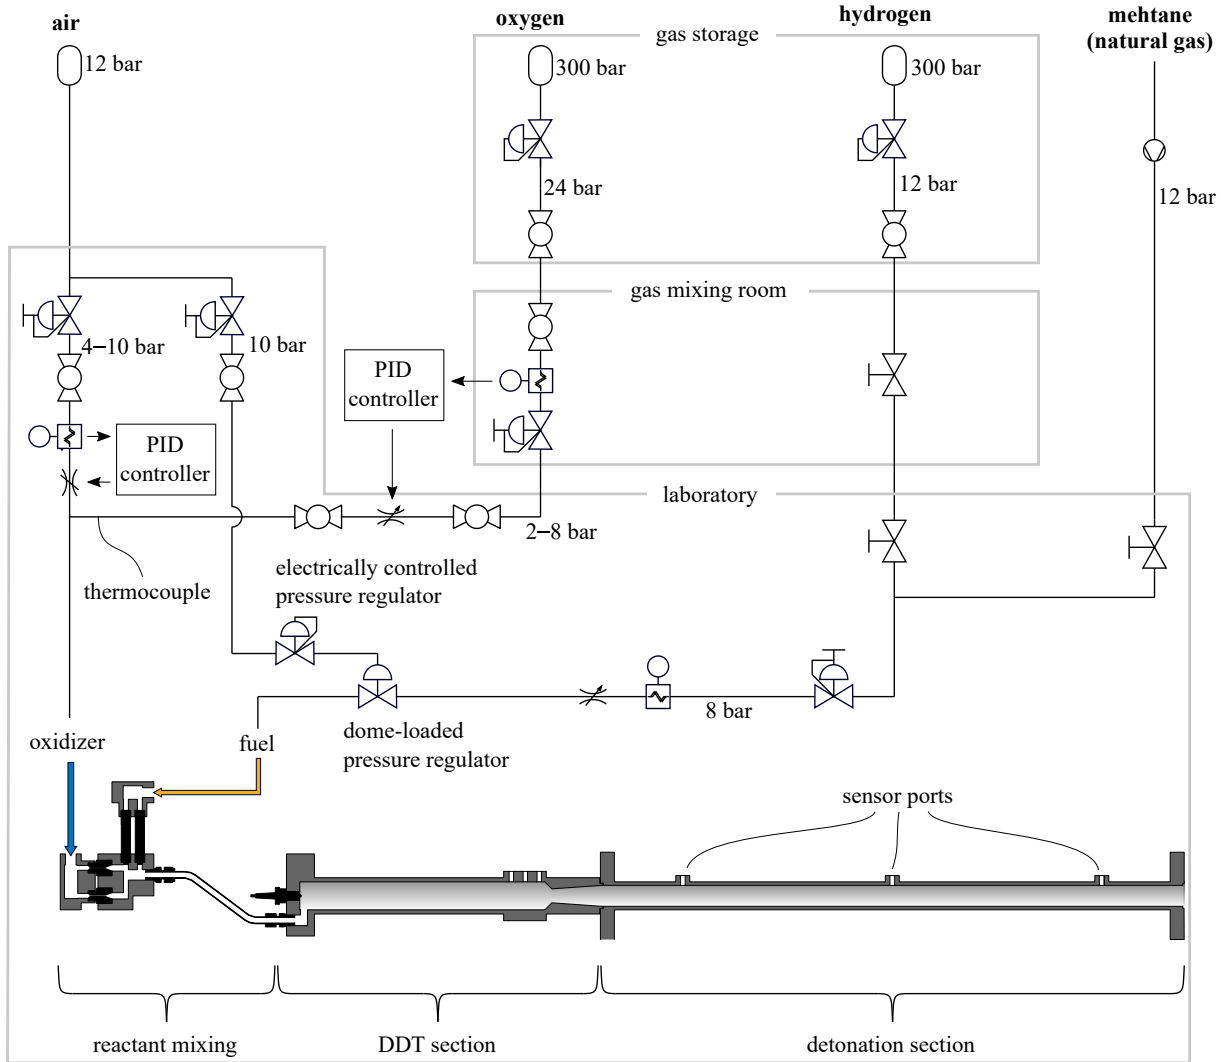 air
oxygen
hydrogen
mehtane
(natural gas)
gas storage
12 bar
300 bar
300 bar
24 bar
12 bar
12 bar
gas mixing room
4–10 bar
10 bar
PID
controller
PID
controller
laboratory
2–8 bar
thermocouple
electrically controlled
pressure regulator
8 bar
dome-loaded
pressure regulator
oxidizer
fuel
sensor ports
reactant mixing
DDT section
detonation section